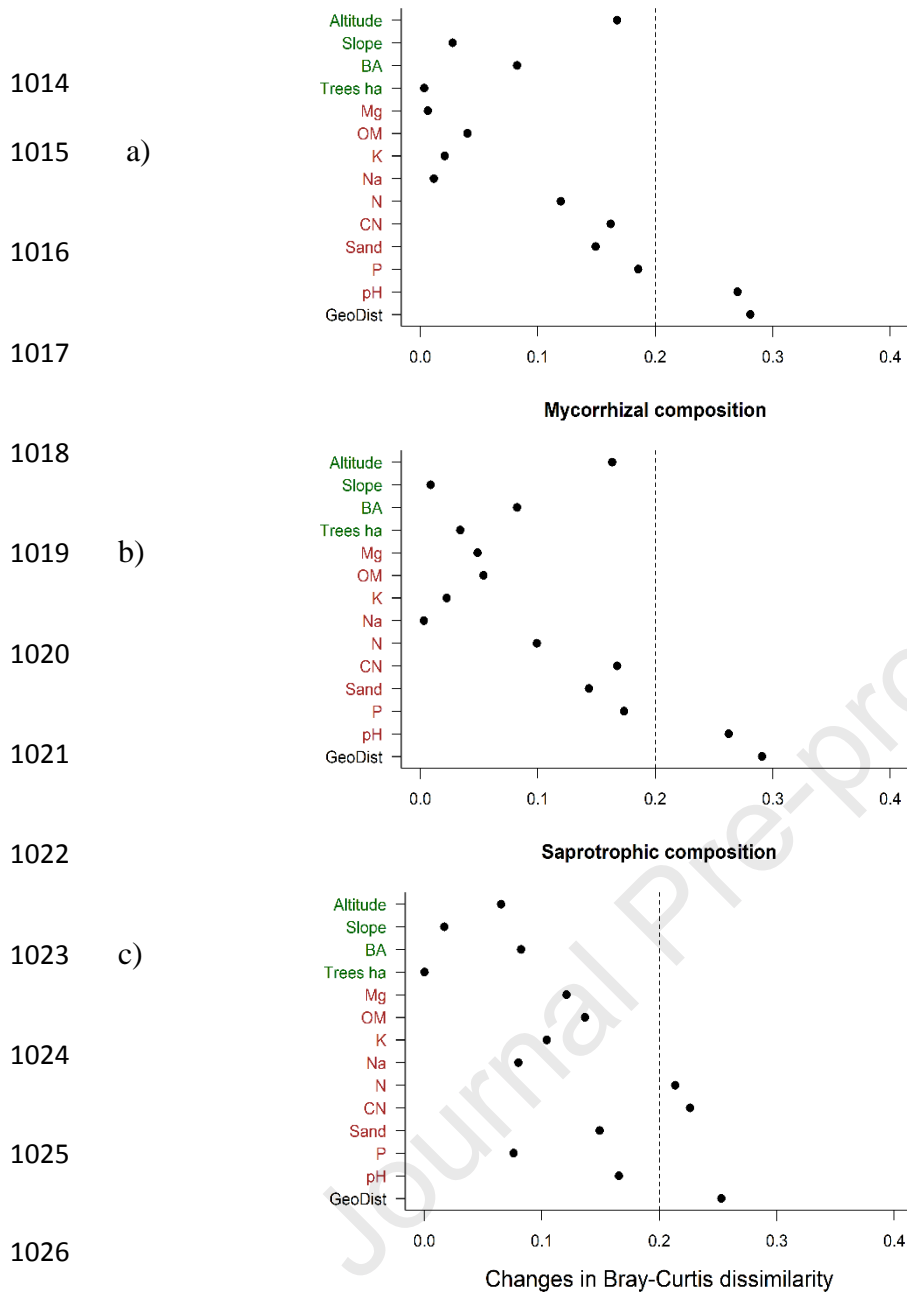 Altitude
Slope
BA
1014
Trees ha
Mg
OM
1015 a)
K
Na
N
CN
1016
Sand
P
pH
GeoDist
0.0 0.1 0.2 0.3 0.4
1017
Mycorrhizal composition
1018
Altitude
Slope
BA
Trees ha
1019 b)
Mg
OM
K
Na
N
1020
CN
Sand
P
pH
1021
GeoDist
0.0 0.1 0.2 0.3 0.4
1022
Saprotrophic composition
Altitude
Slope
1023 c)
BA
Trees ha
Mg
OM
K
1024
Na
N
CN
Sand
1025
P
pH
GeoDist
0.0 0.1 0.2 0.3 0.4
1026
Changes in Bray-Curtis dissimilarity
Journal Pre-pro